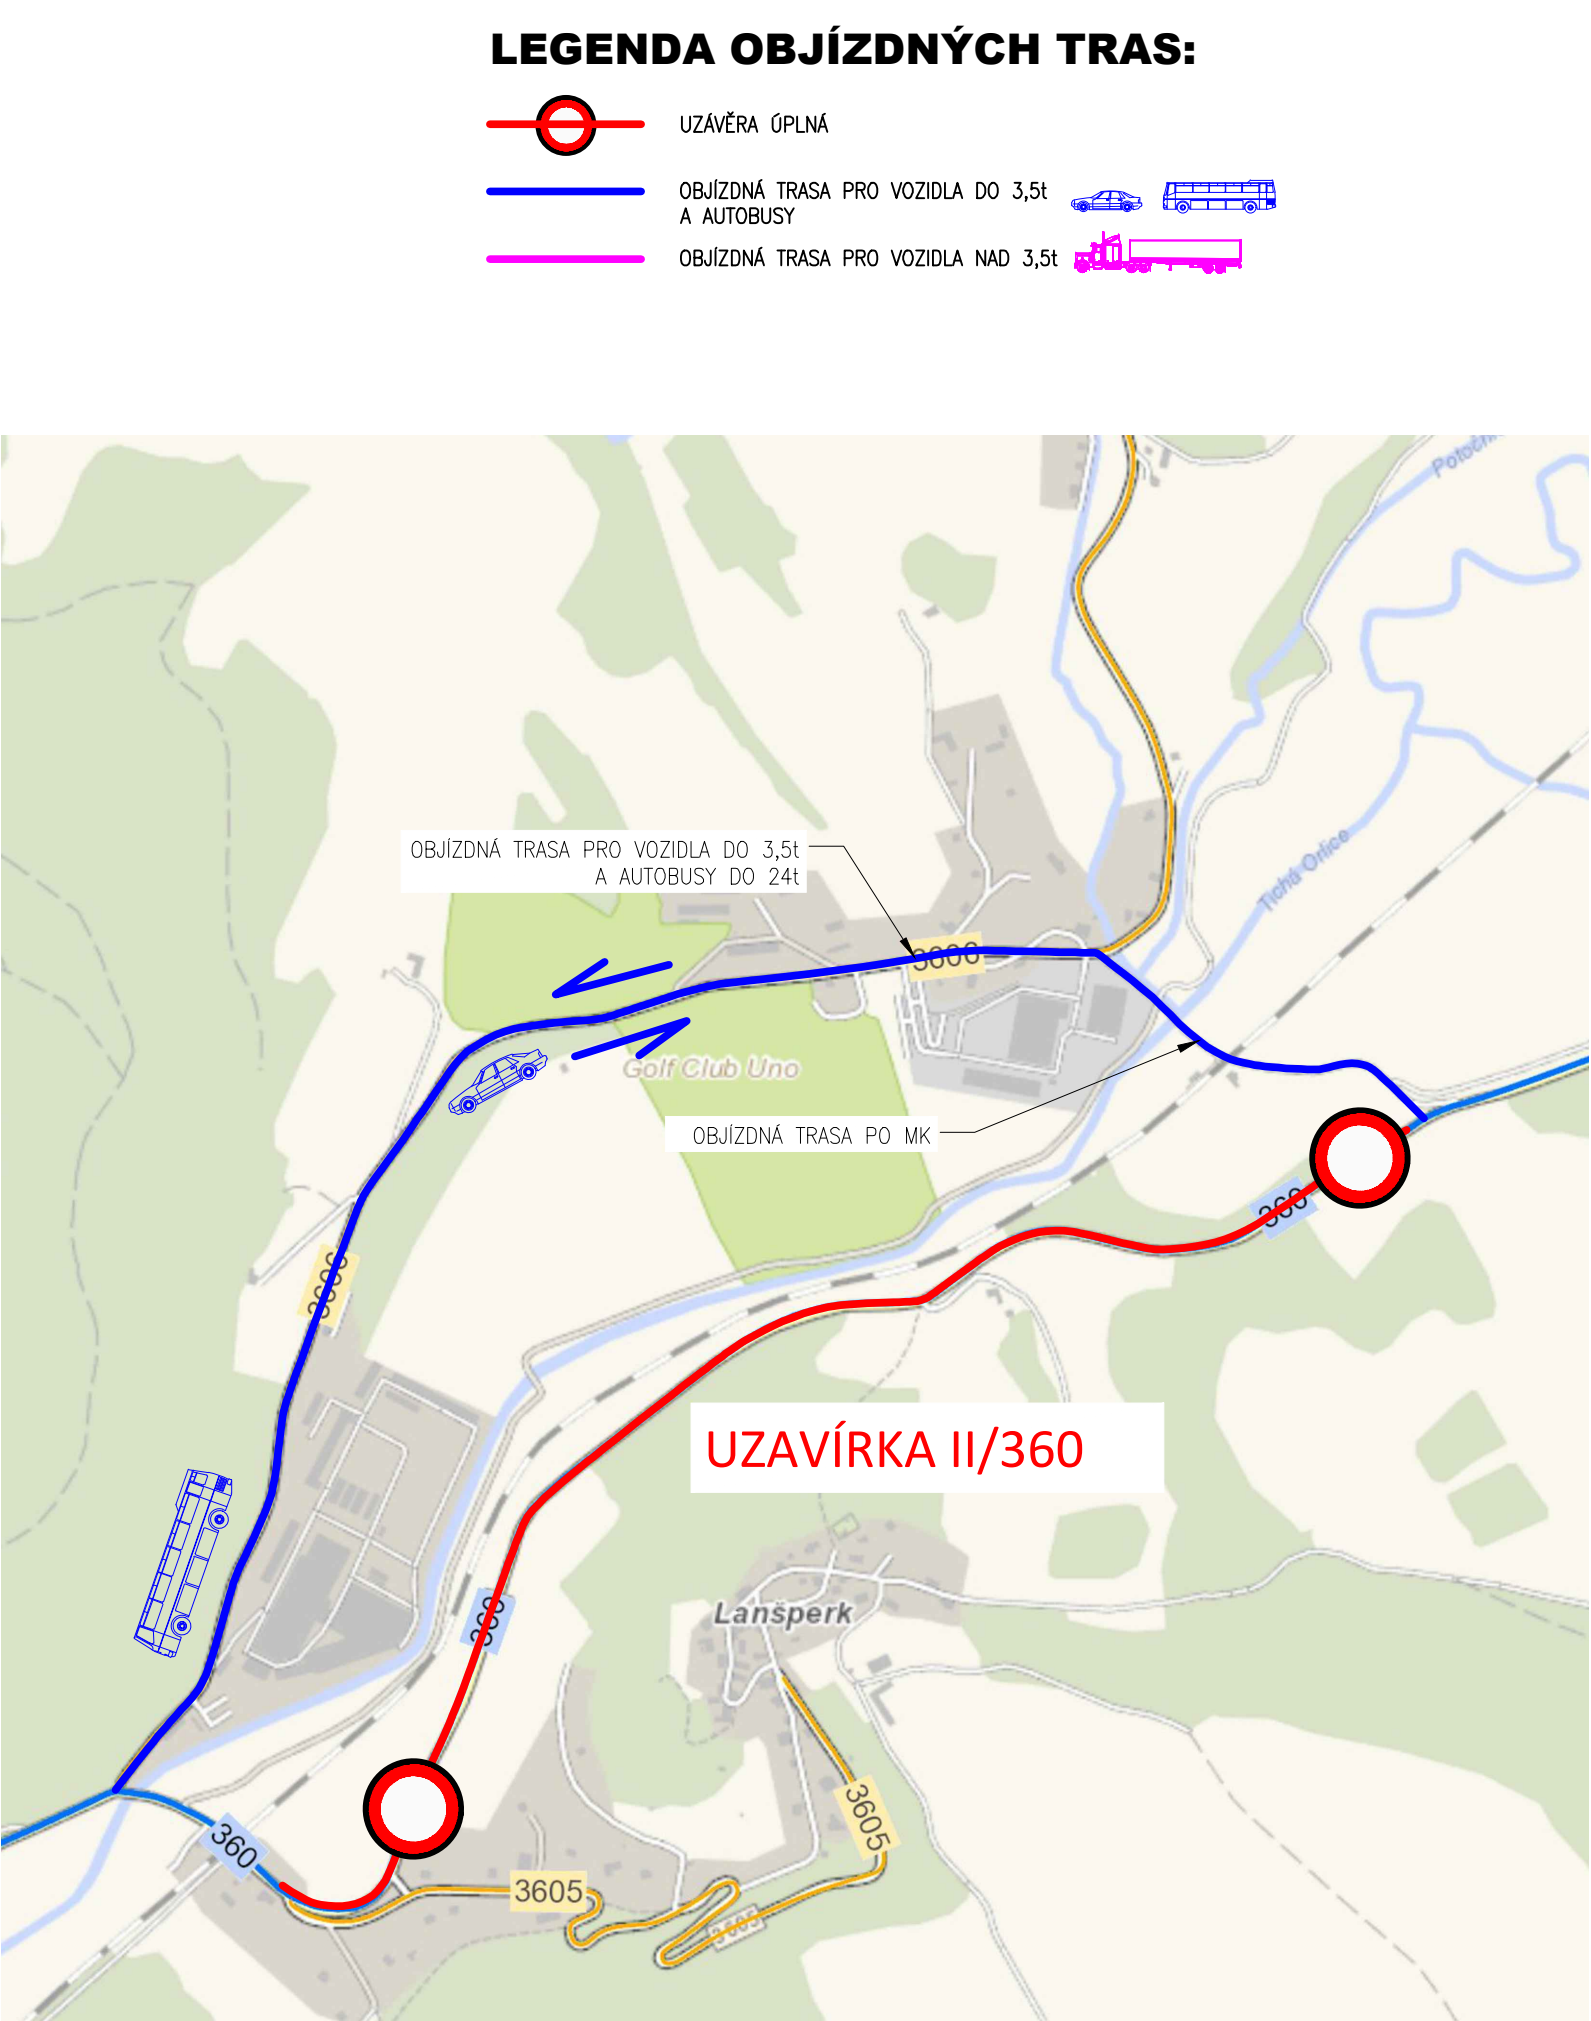 LEGENDA OBJÍZDNÝCH TRAS:
UZÁVĚRA ÚPLNÁ
OBJÍZDNÁ TRASA PRO VOZIDLA DO 3,5t
A AUTOBUSY
OBJÍZDNÁ TRASA PRO VOZIDLA NAD 3,5t
OBJÍZDNÁ TRASA PRO VOZIDLA DO 3,5t
A AUTOBUSY DO 24t
Tichá Orlice
3606
Golf Club Uno
OBJÍZDNÁ TRASA PO MK
360
3606
UZAVÍRKA II/360
360
Lanšperk
3605
360
3605
3605